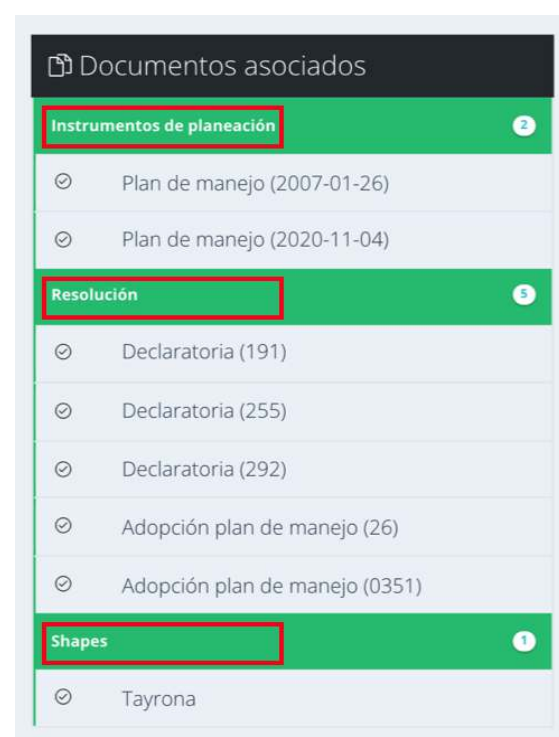 Documentos asociados
Instrumentos de planeación 2
Plan de manejo (2007-01-26)
Plan de manejo (2020-11-04)
Resolución 5
Declaratoria (191)
Declaratoria (255)
Declaratoria (292)
Adopción plan de manejo (26)
Adopción plan de manejo (0351)
Shapes 1
Tayrona